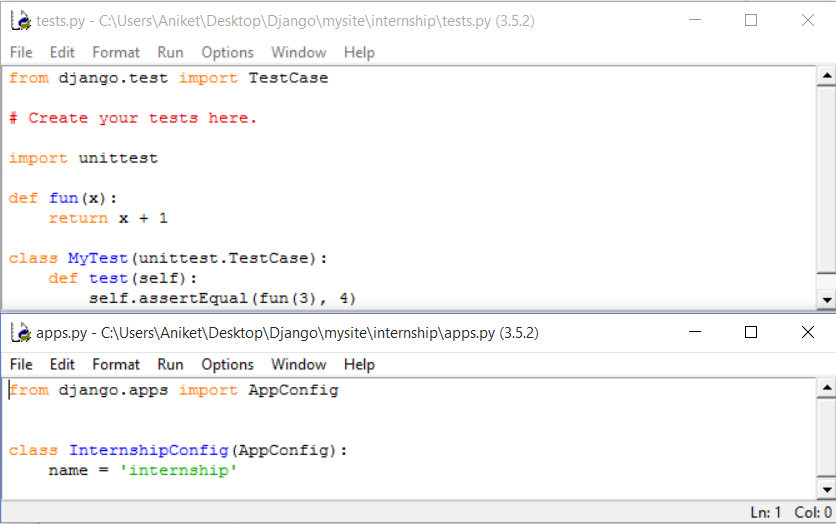 tests.py - C:\Users\Aniket\Desktop\Django\mysite\internship\tests.py (3.5.2)
File Edit Format Run Options Window Help
from django.test import TestCase
# Create your tests here.
import unittest
def fun(x):
    return x + 1
class MyTest(unittest.TestCase):
    def test(self):
        self.assertEqual(fun(3), 4)
apps.py - C:\Users\Aniket\Desktop\Django\mysite\internship\apps.py (3.5.2)
File Edit Format Run Options Window Help
from django.apps import AppConfig
class InternshipConfig(AppConfig):
    name = 'internship'
Ln: 1 Col: 0